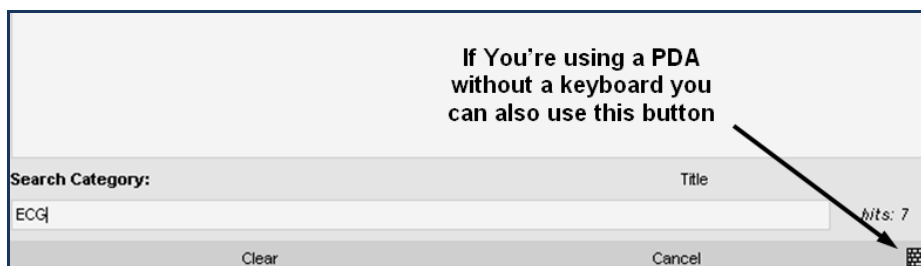 If You're using a PDA
without a keyboard you
can also use this button
Search Category: Title
ECG hits: 7
Clear Cancel